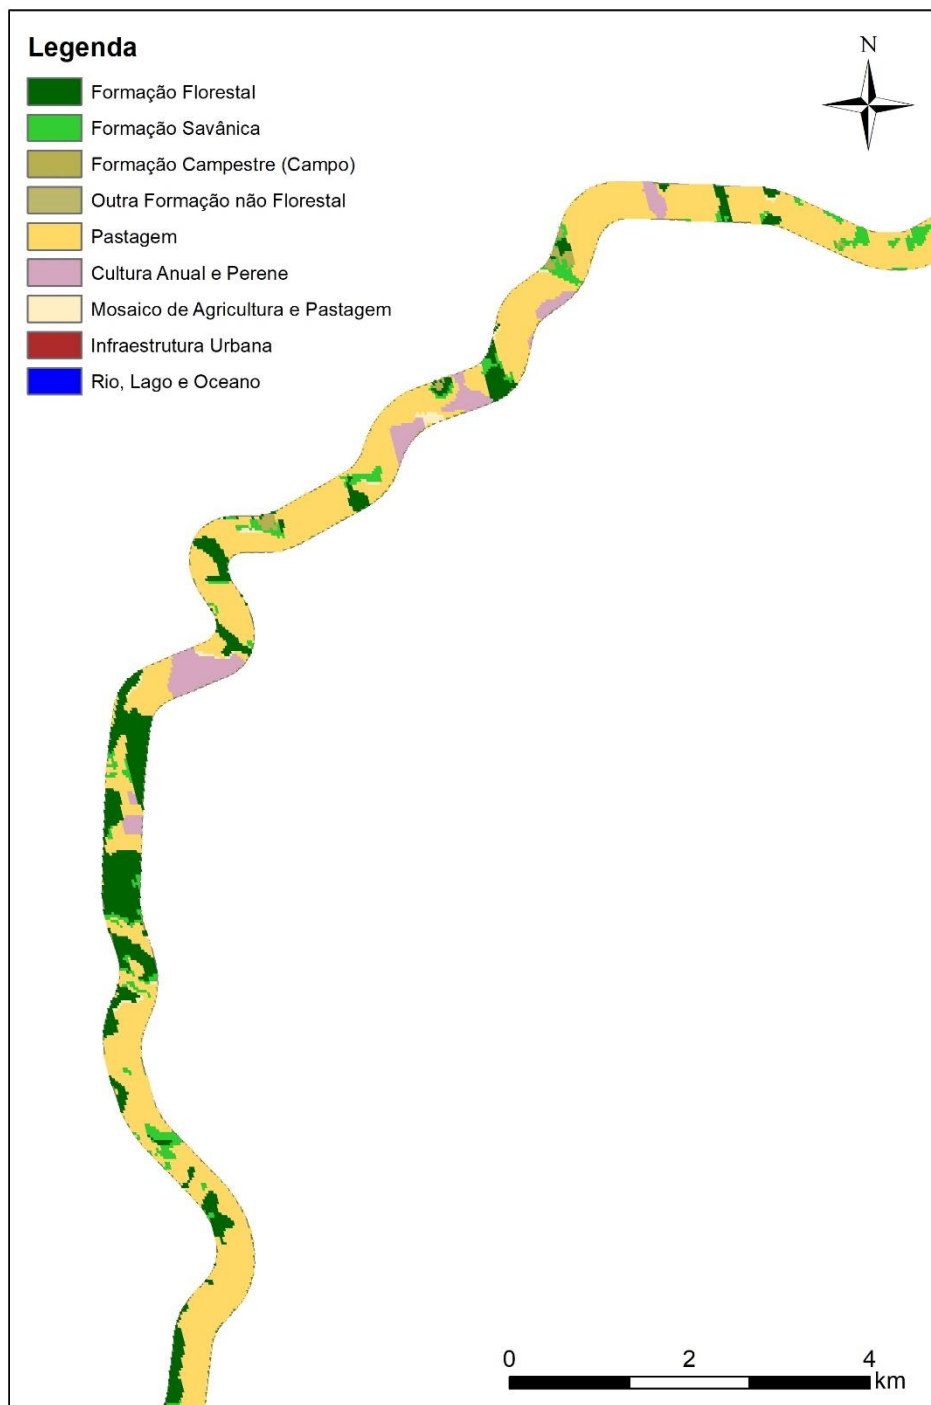 Legenda
N
Formação Florestal
Formação Savânica
Formação Campestre (Campo)
Outra Formação não Florestal
Pastagem
Cultura Anual e Perene
Mosaico de Agricultura e Pastagem
Infraestrutura Urbana
Rio, Lago e Oceano
0 2 4
km